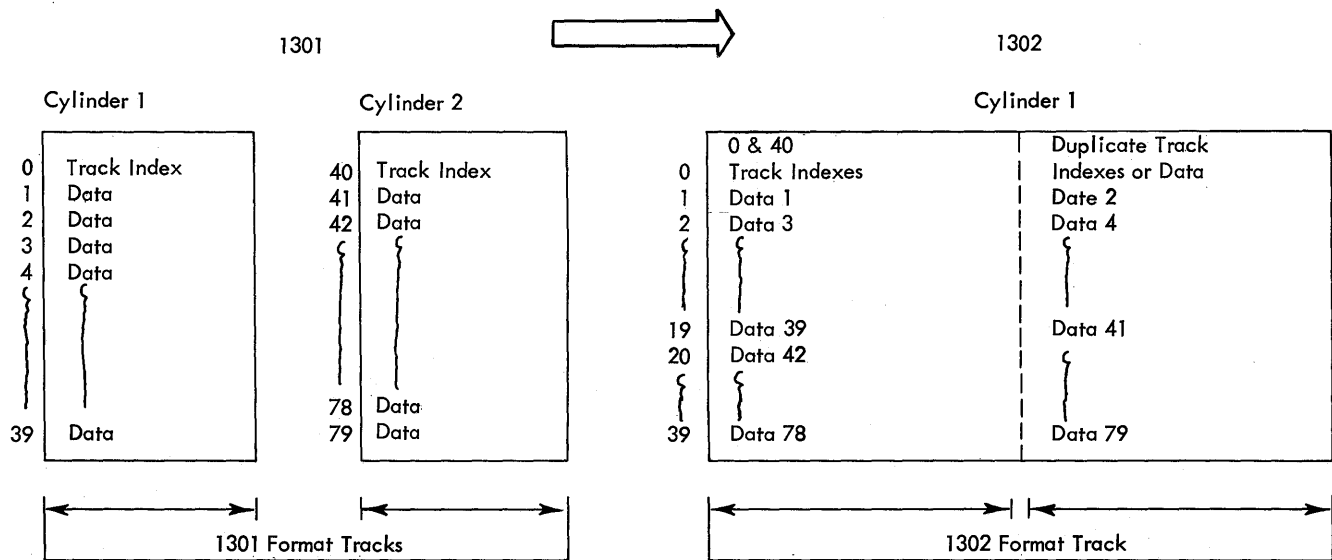 1301
1302
Cylinder 1
Cylinder 2
Cylinder 1
0 Track Index
1 Data
2 Data
3 Data
4 Data
39 Data
40 Track Index
41 Data
42 Data
78 Data
79 Data
0 & 40 Duplicate Track
0 Track Indexes Indexes or Data
1 Data 1 Date 2
2 Data 3 Data 4
19 Data 39 Data 41
20 Data 42
39 Data 78 Data 79
1301 Format Tracks
1302 Format Track